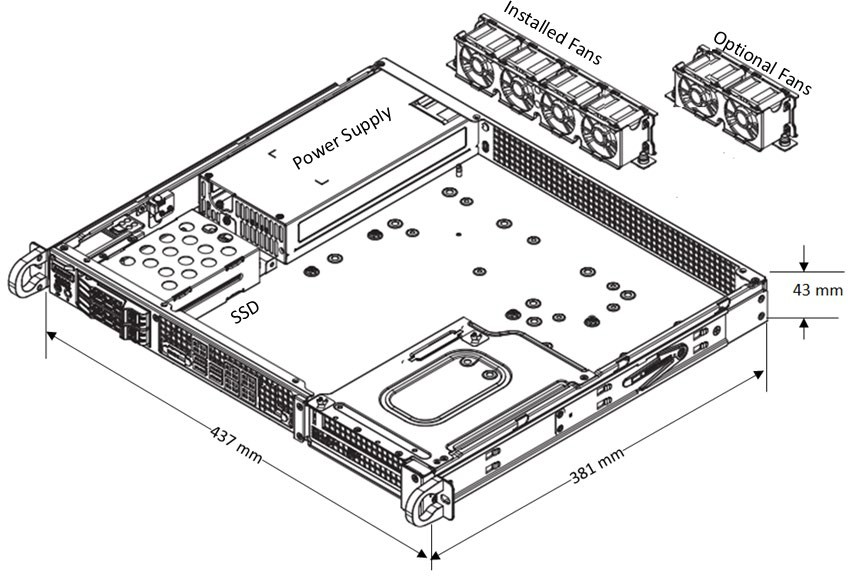 Installed Fans
Optional Fans
Power Supply
43 mm
SSD
437 mm
381 mm